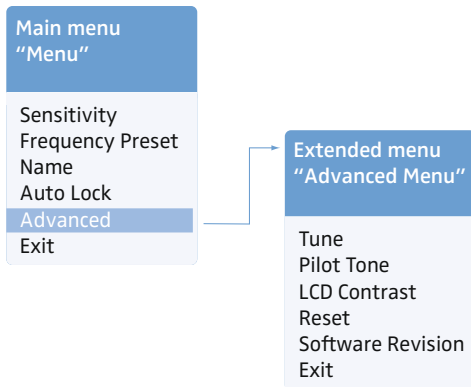 Main menu
“Menu”
Sensitivity
Frequency Preset
Name
Auto Lock
Advanced
Exit
Extended menu
“Advanced Menu”
Tune
Pilot Tone
LCD Contrast
Reset
Software Revision
Exit